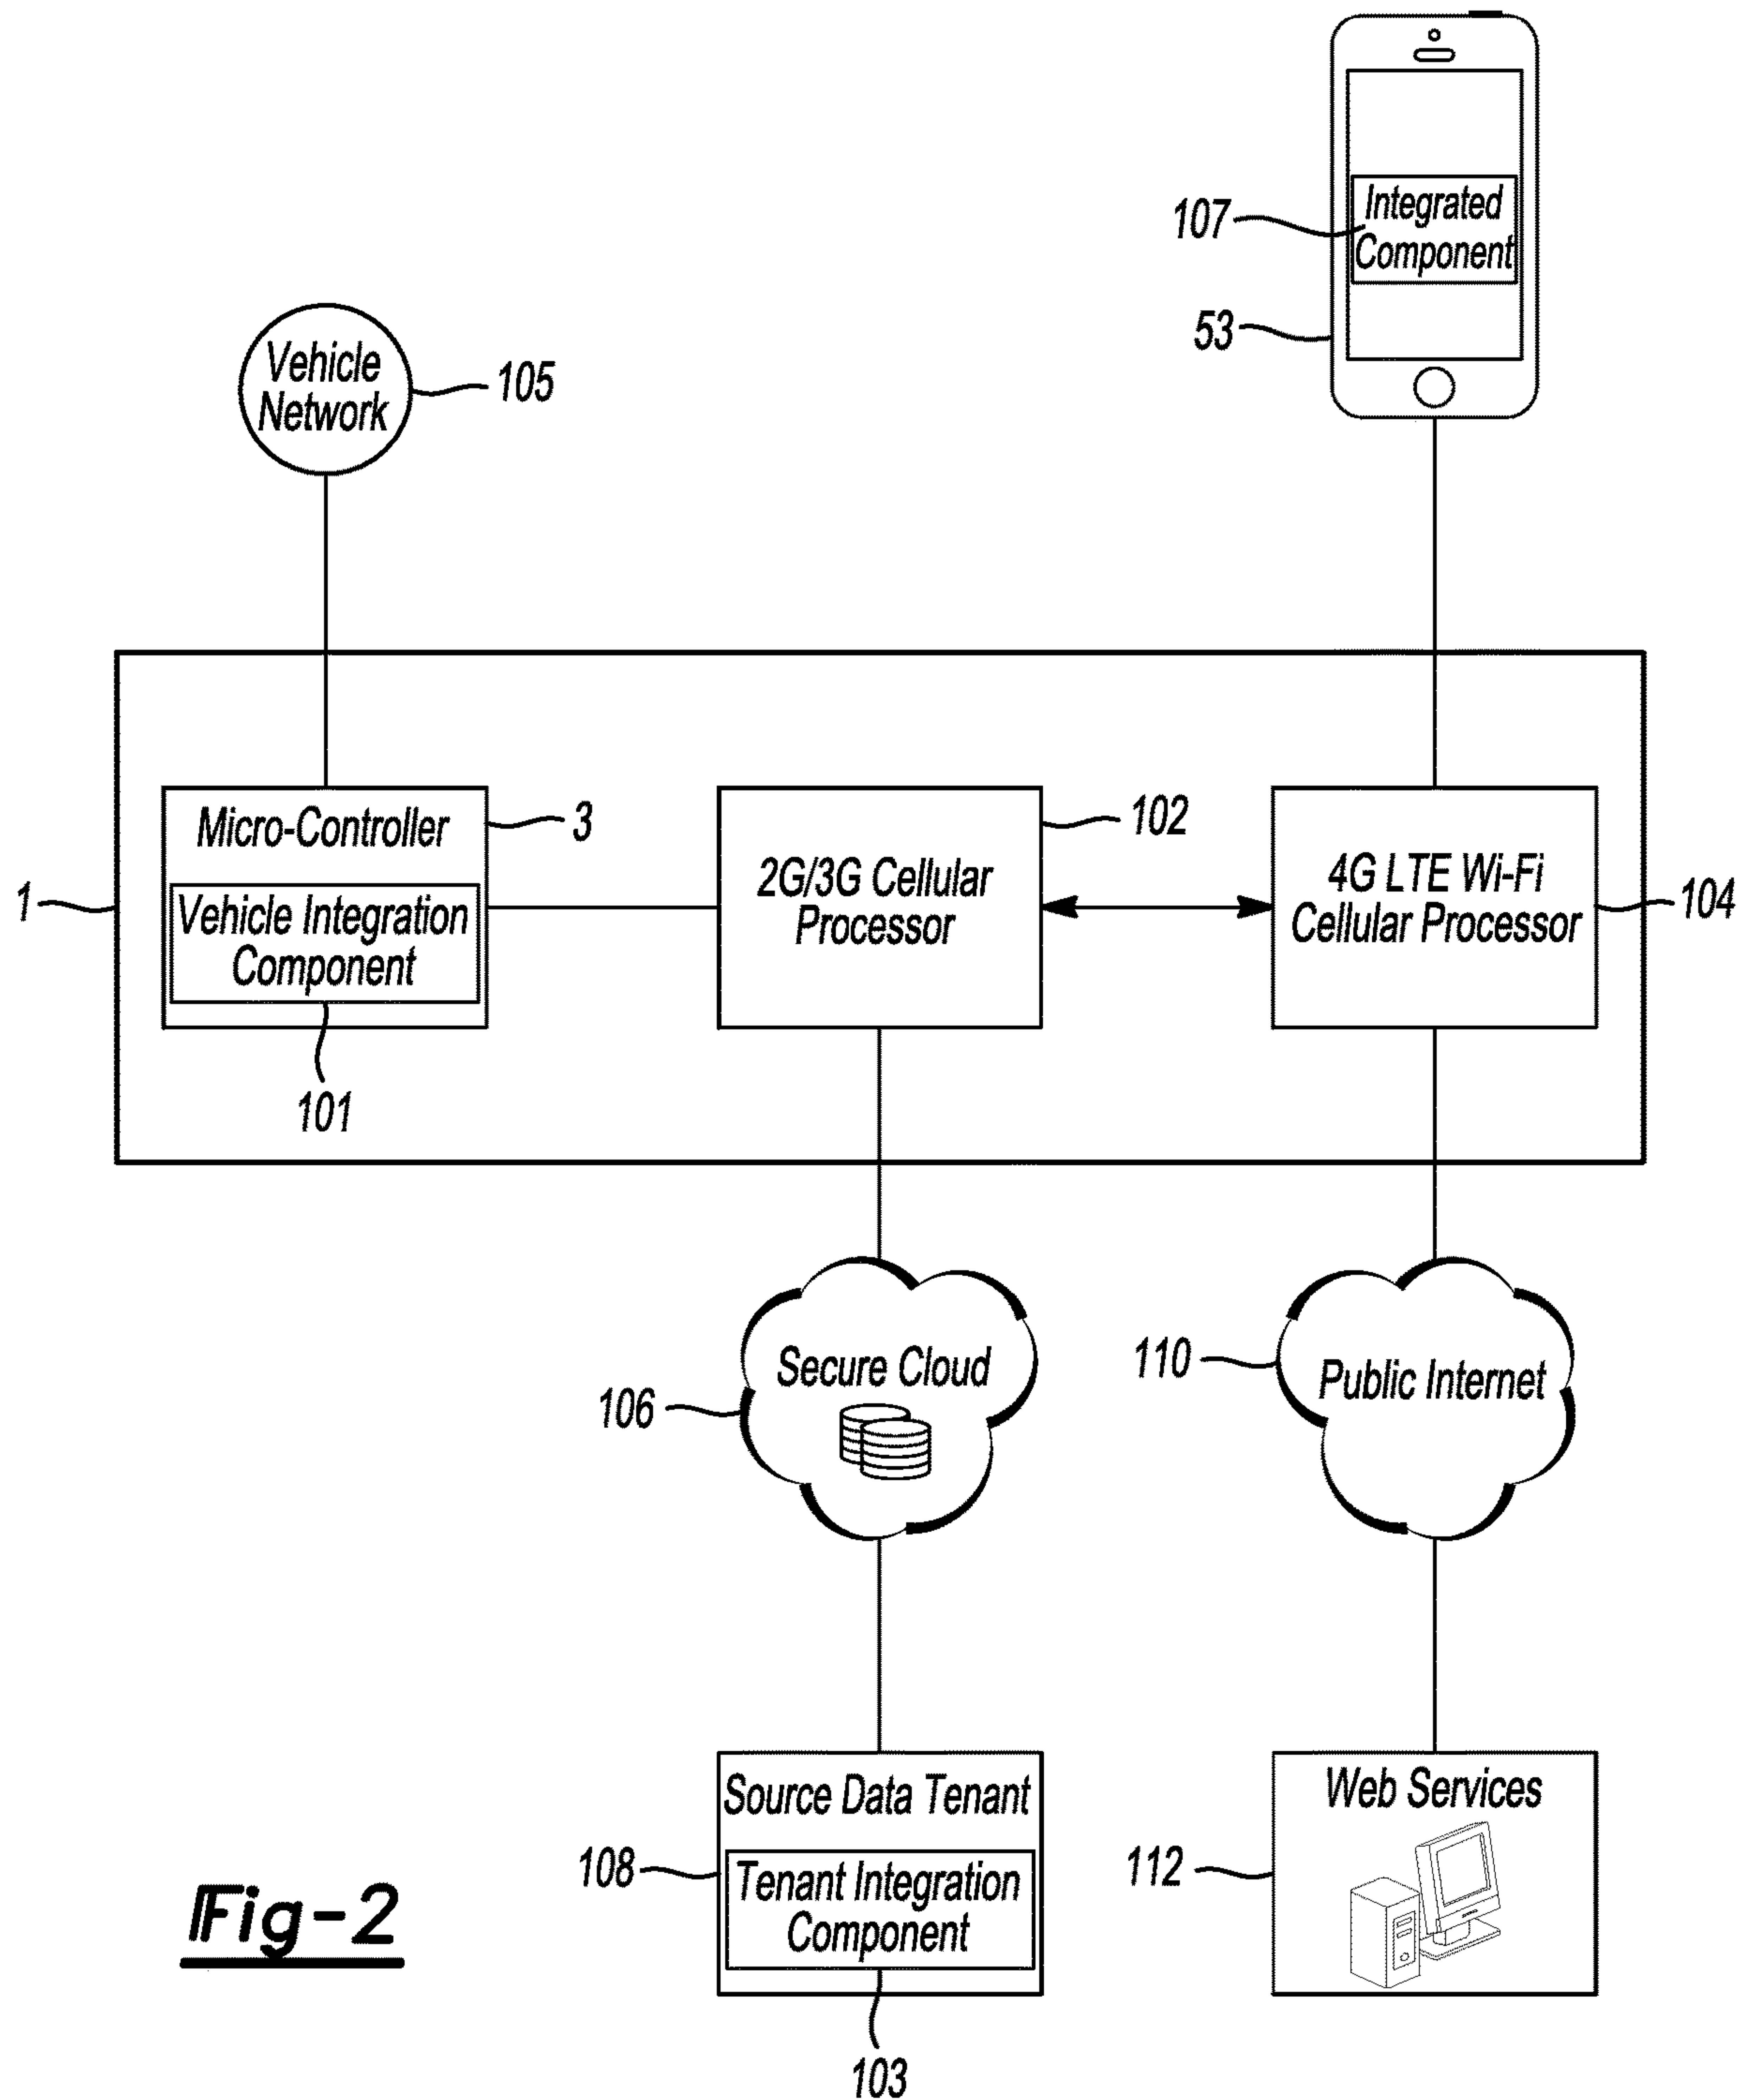 Integrated
Component
107
53
Vehicle
Network
105
Micro-Controller
3
Vehicle Integration
Component
101
1
2G/3G Cellular
Processor
102
4G LTE Wi-Fi
Cellular Processor
104
Secure Cloud
106
110
Public Internet
Source Data Tenant
108
Tenant Integration
Component
103
Web Services
112
Fig-2